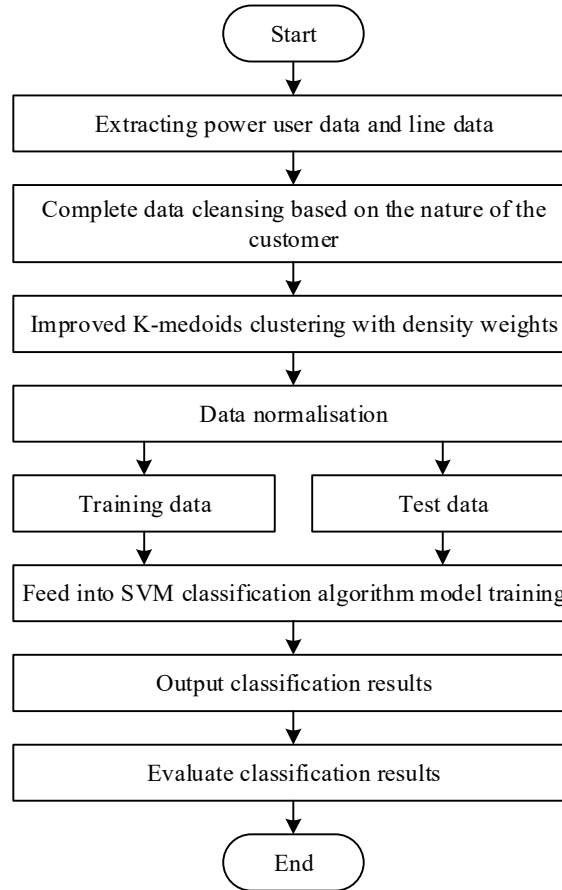 Start
Extracting power user data and line data
Complete data cleansing based on the nature of the
customer
Improved K-medoids clustering with density weights
Data normalisation
Training data
Test data
Feed into SVM classification algorithm model training
Output classification results
Evaluate classification results
End